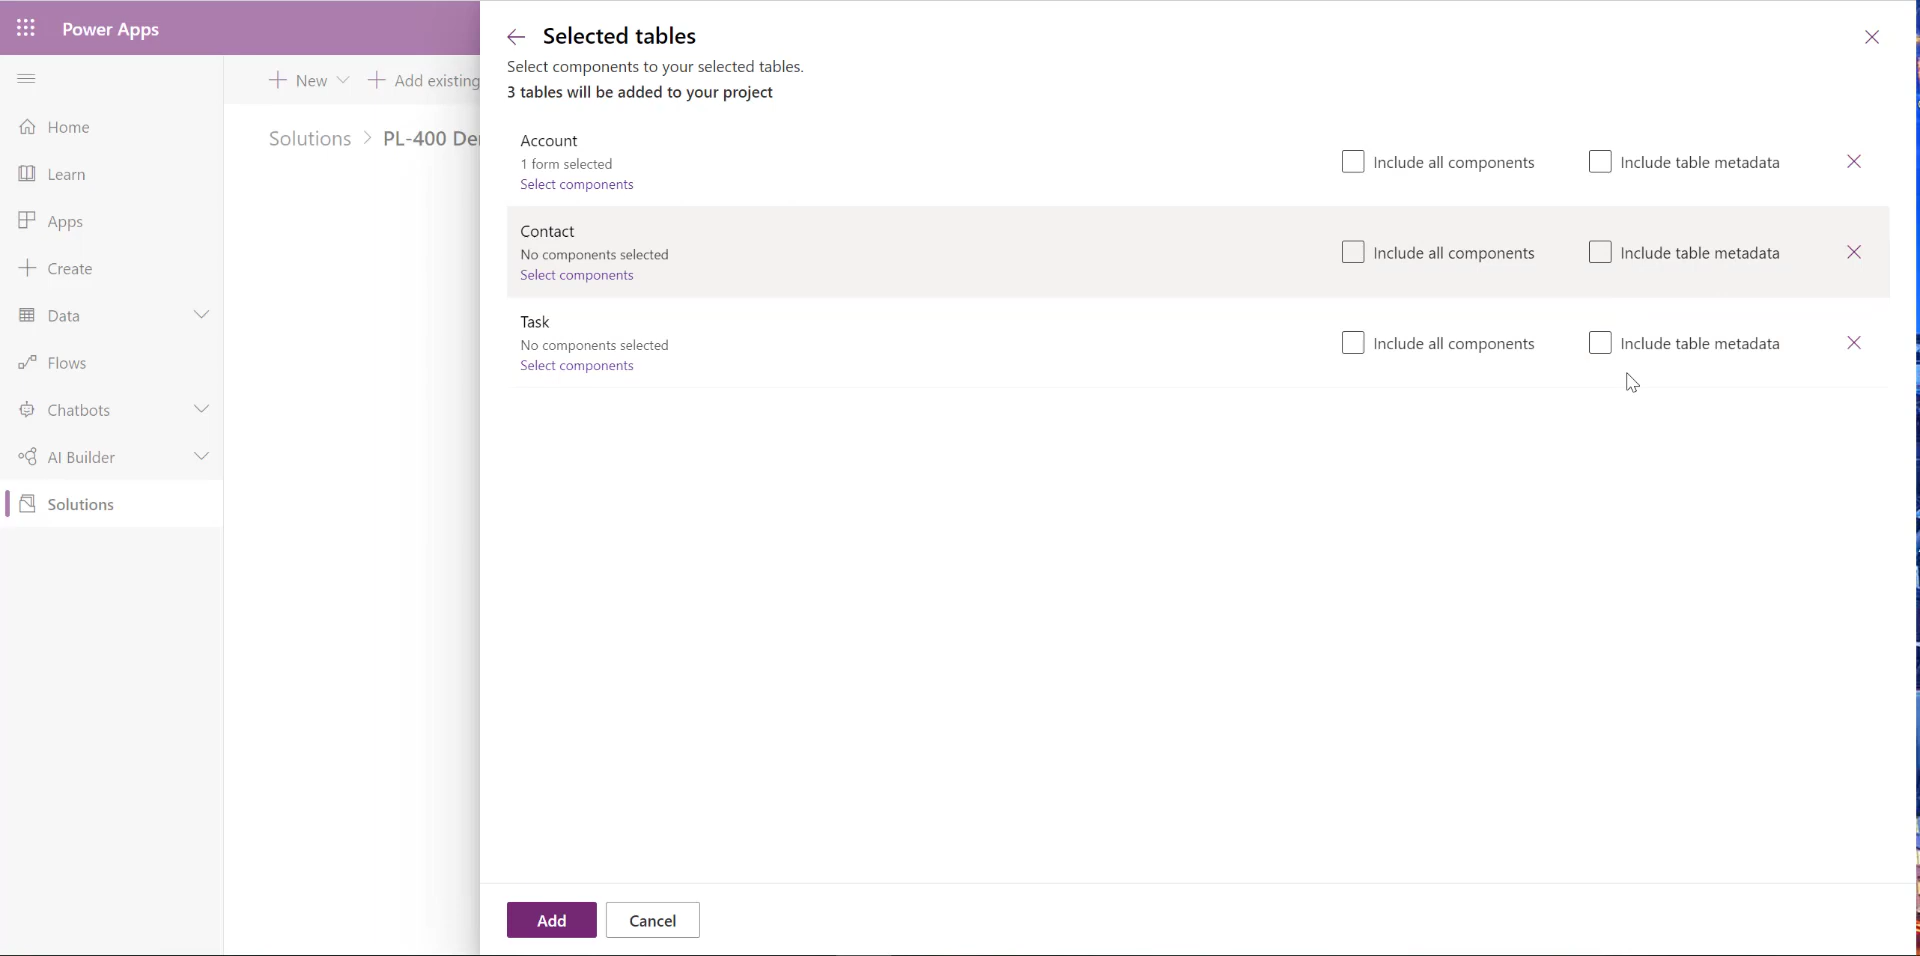 Power Apps
Home
Learn
Apps
Create
Data
Flows
Chatbots
AI Builder
Solutions
New
Add existing
Solutions > PL-400
Selected tables
Select components to your selected tables.
3 tables will be added to your project
Account
1 form selected
Select components
Include all components
Include table metadata
Contact
No components selected
Select components
Include all components
Include table metadata
Task
No components selected
Select components
Include all components
Include table metadata
Add
Cancel